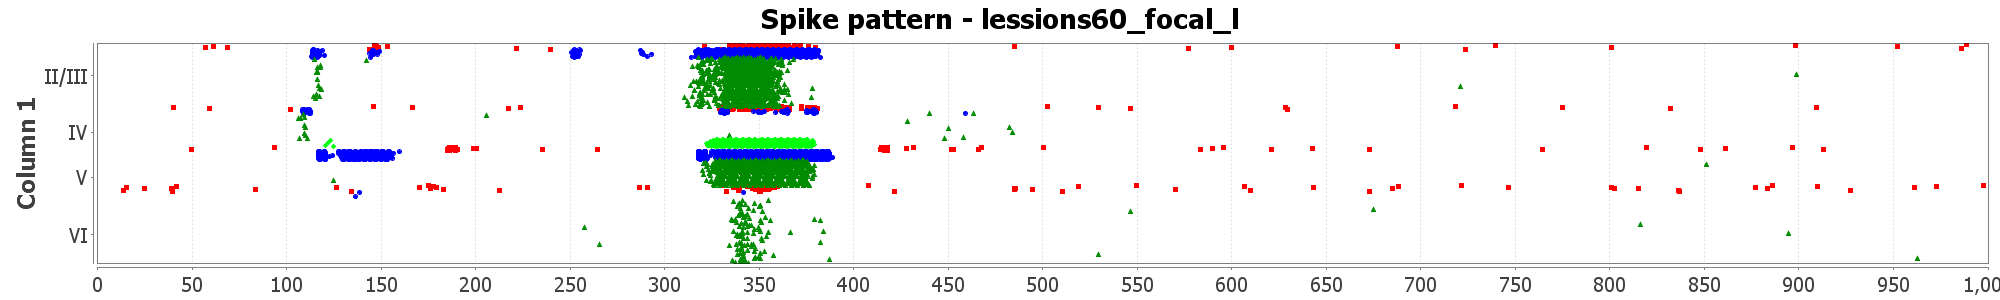 Spike pattern - lessions60_focal_l
Column 1
II/III
IV
V
VI
0 50 100 150 200 250 300 350 400 450 500 550 600 650 700 750 800 850 900 950 1,00